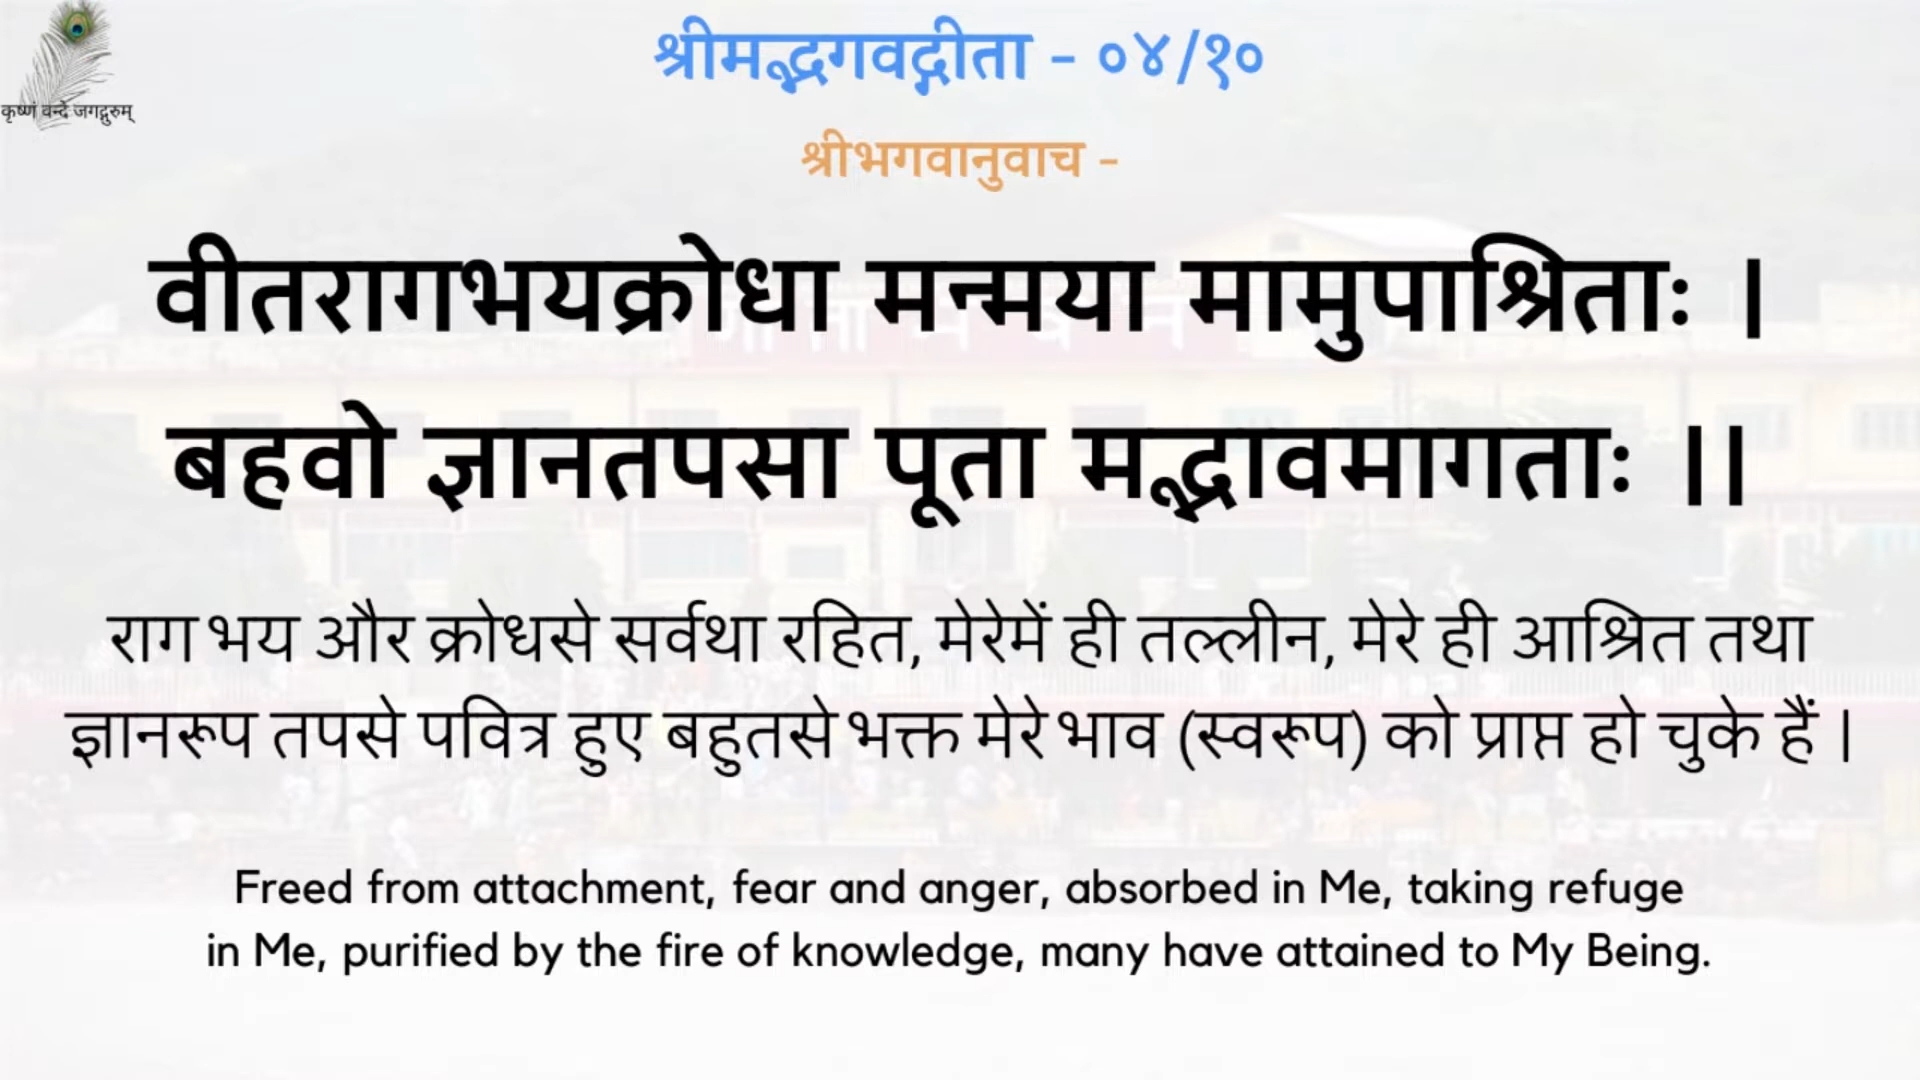 कृष्णं वन्दे जगद्गुरुम्
श्रीमद्भगवद्गीता - ०४/१०
श्रीभगवानुवाच -
वीतरागभयक्रोधा मन्मया मामुपाश्रिताः |
बहवो ज्ञानतपसा पूता मद्भावमागताः ||
राग भय और क्रोधसे सर्वथा रहित, मेरेमें ही तल्लीन, मेरे ही आश्रित तथा
ज्ञानरूप तपसे पवित्र हुए बहुतसे भक्त मेरे भाव (स्वरूप) को प्राप्त हो चुके हैं |
Freed from attachment, fear and anger, absorbed in Me, taking refuge
in Me, purified by the fire of knowledge, many have attained to My Being.